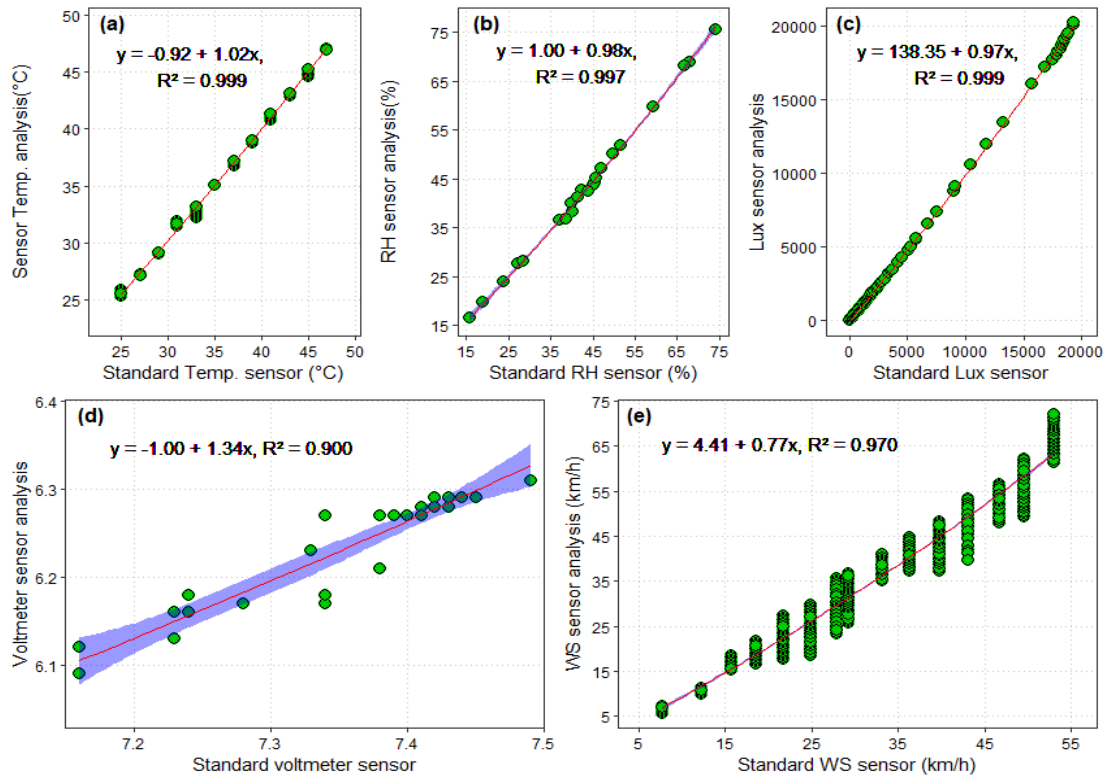 (a)
y = -0.92 + 1.02x,
R² = 0.999
Sensor Temp. analysis(°C)
50
45
40
35
30
25
25 30 35 40 45 50
Standard Temp. sensor (°C)
(b)
y = 1.00 + 0.98x,
R² = 0.997
RH sensor analysis(%)
75
65
55
45
35
25
15
15 25 35 45 55 65 75
Standard RH sensor (%)
(c)
y = 138.35 + 0.97x,
R² = 0.999
Lux sensor analysis
20000
15000
10000
5000
0
0 5000 10000 15000 20000
Standard Lux sensor
(d)
y = -1.00 + 1.34x, R² = 0.900
Voltmeter sensor analysis
6.4
6.3
6.2
6.1
7.2 7.3 7.4 7.5
Standard voltmeter sensor
(e)
y = 4.41 + 0.77x, R² = 0.970
WS sensor analysis (km/h)
75
65
55
45
35
25
15
5
5 15 25 35 45 55
Standard WS sensor (km/h)